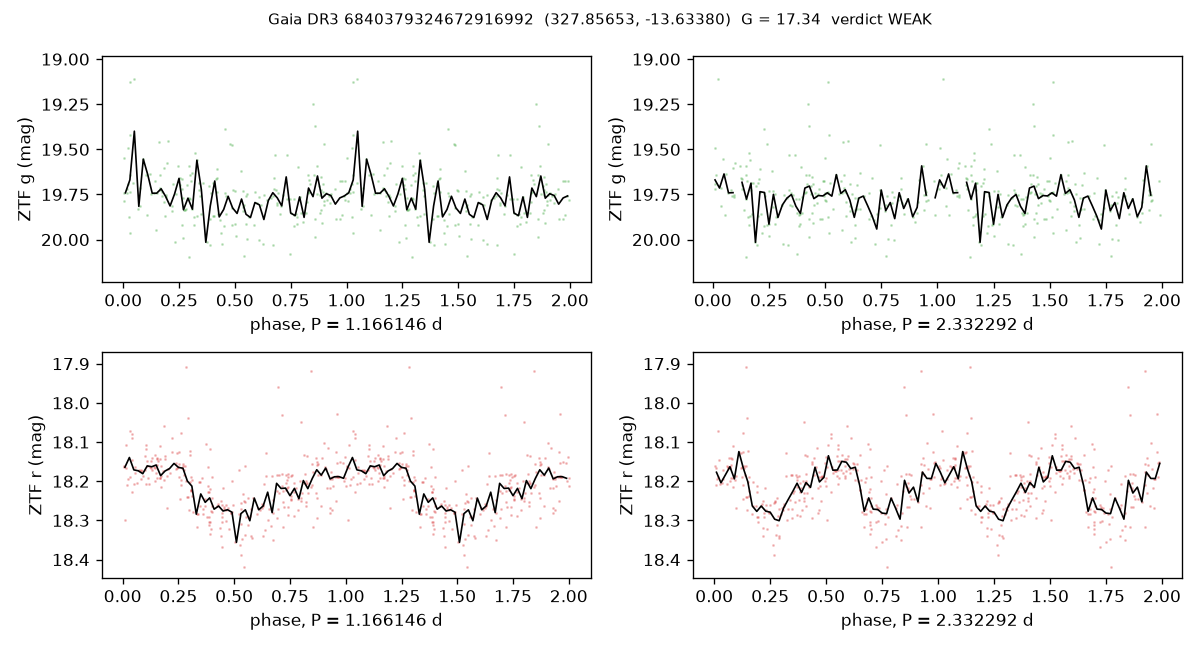 Gaia DR3 6840379324672916992  (327.85653, -13.63380)  G = 17.34  verdict WEAK
19.00
19.25
19.50
19.75
20.00
ZTF g (mag)
0.00 0.25 0.50 0.75 1.00 1.25 1.50 1.75 2.00
phase, P = 1.166146 d
19.00
19.25
19.50
19.75
20.00
ZTF g (mag)
0.00 0.25 0.50 0.75 1.00 1.25 1.50 1.75 2.00
phase, P = 2.332292 d
17.9
18.0
18.1
18.2
18.3
18.4
ZTF r (mag)
0.00 0.25 0.50 0.75 1.00 1.25 1.50 1.75 2.00
phase, P = 1.166146 d
17.9
18.0
18.1
18.2
18.3
18.4
ZTF r (mag)
0.00 0.25 0.50 0.75 1.00 1.25 1.50 1.75 2.00
phase, P = 2.332292 d